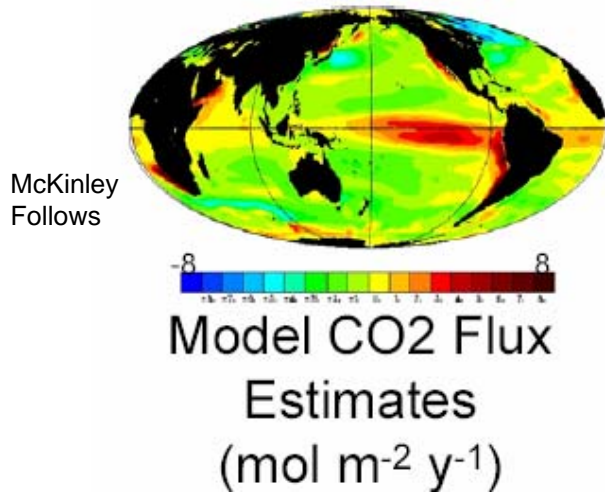 McKinley
Follows
-8 8
Model CO2 Flux
Estimates
(mol m-2 y-1)